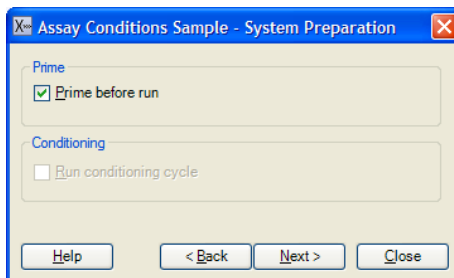 Assay Conditions Sample - System Preparation
Prime
Prime before run
Conditioning
Run conditioning cycle
Help
< Back
Next >
Close